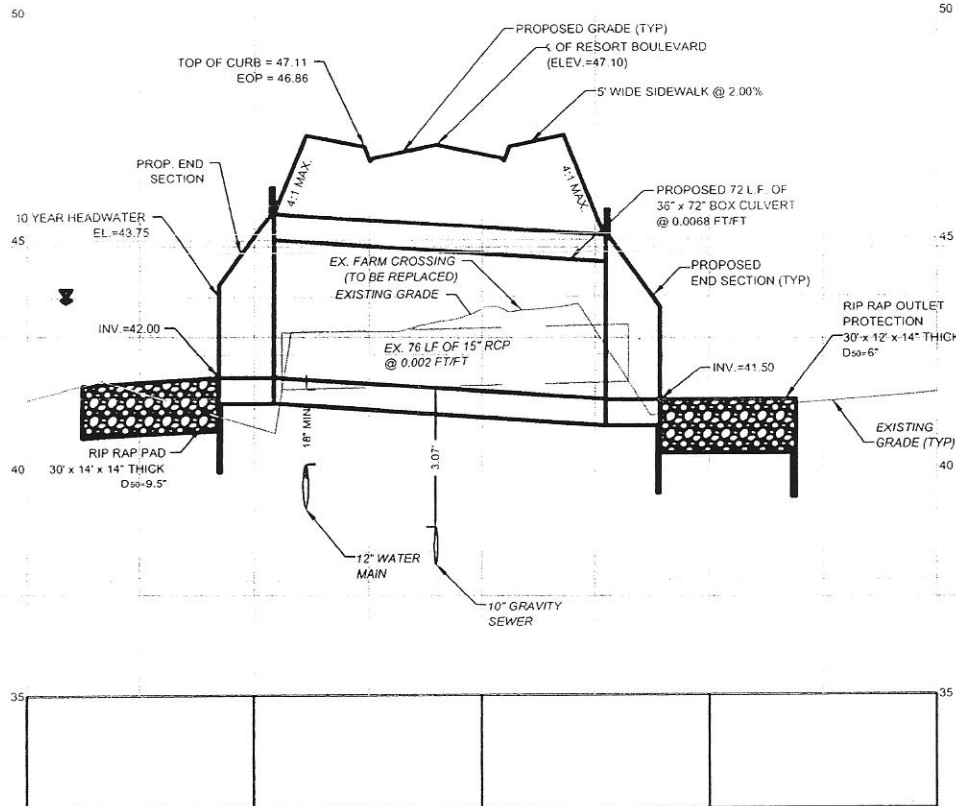 50
50
PROPOSED GRADE (TYP)
℄ OF RESORT BOULEVARD
(ELEV.=47.10)
TOP OF CURB = 47.11
EOP = 46.86
5' WIDE SIDEWALK @ 2.00%
PROP. END
SECTION
4:1 MAX.
4:1 MAX.
PROPOSED 72 L.F. OF
36" x 72" BOX CULVERT
@ 0.0068 FT/FT
10 YEAR HEADWATER
EL.=43.75
45
45
EX. FARM CROSSING
(TO BE REPLACED)
EXISTING GRADE
PROPOSED
END SECTION (TYP)
RIP RAP OUTLET
PROTECTION
30' x 12' x 14" THICK
D50=6"
INV.=42.00
EX. 76 LF OF 15" RCP
@ 0.002 FT/FT
INV.=41.50
18" MIN
3.07'
EXISTING
GRADE (TYP)
RIP RAP PAD
30' x 14' x 14" THICK
D50=9.5"
40
40
12" WATER
MAIN
10" GRAVITY
SEWER
35
35